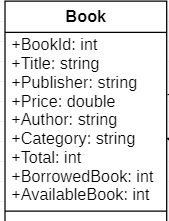 Book
+BookId: int
+Title: string
+Publisher: string
+Price: double
+Author: string
+Category: string
+Total: int
+BorrowedBook: int
+AvailableBook: int